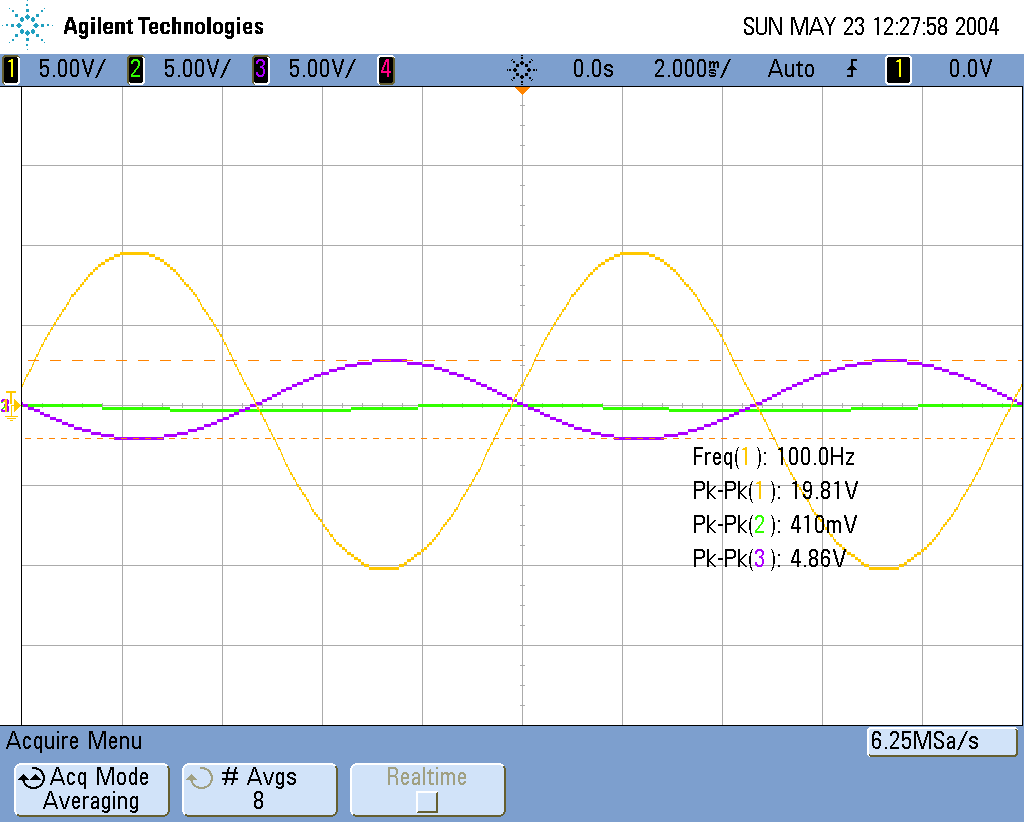 Agilent Technologies SUN MAY 23 12:27:58 2004
1 5.00V/ 2 5.00V/ 3 5.00V/ 4 0.0s 2.000ms/ Auto 1 0.0V
3
Freq(1): 100.0Hz
Pk-Pk(1): 19.81V
Pk-Pk(2): 410mV
Pk-Pk(3): 4.86V
Acquire Menu 6.25MSa/s
Acq Mode # Avgs Realtime
Averaging 8